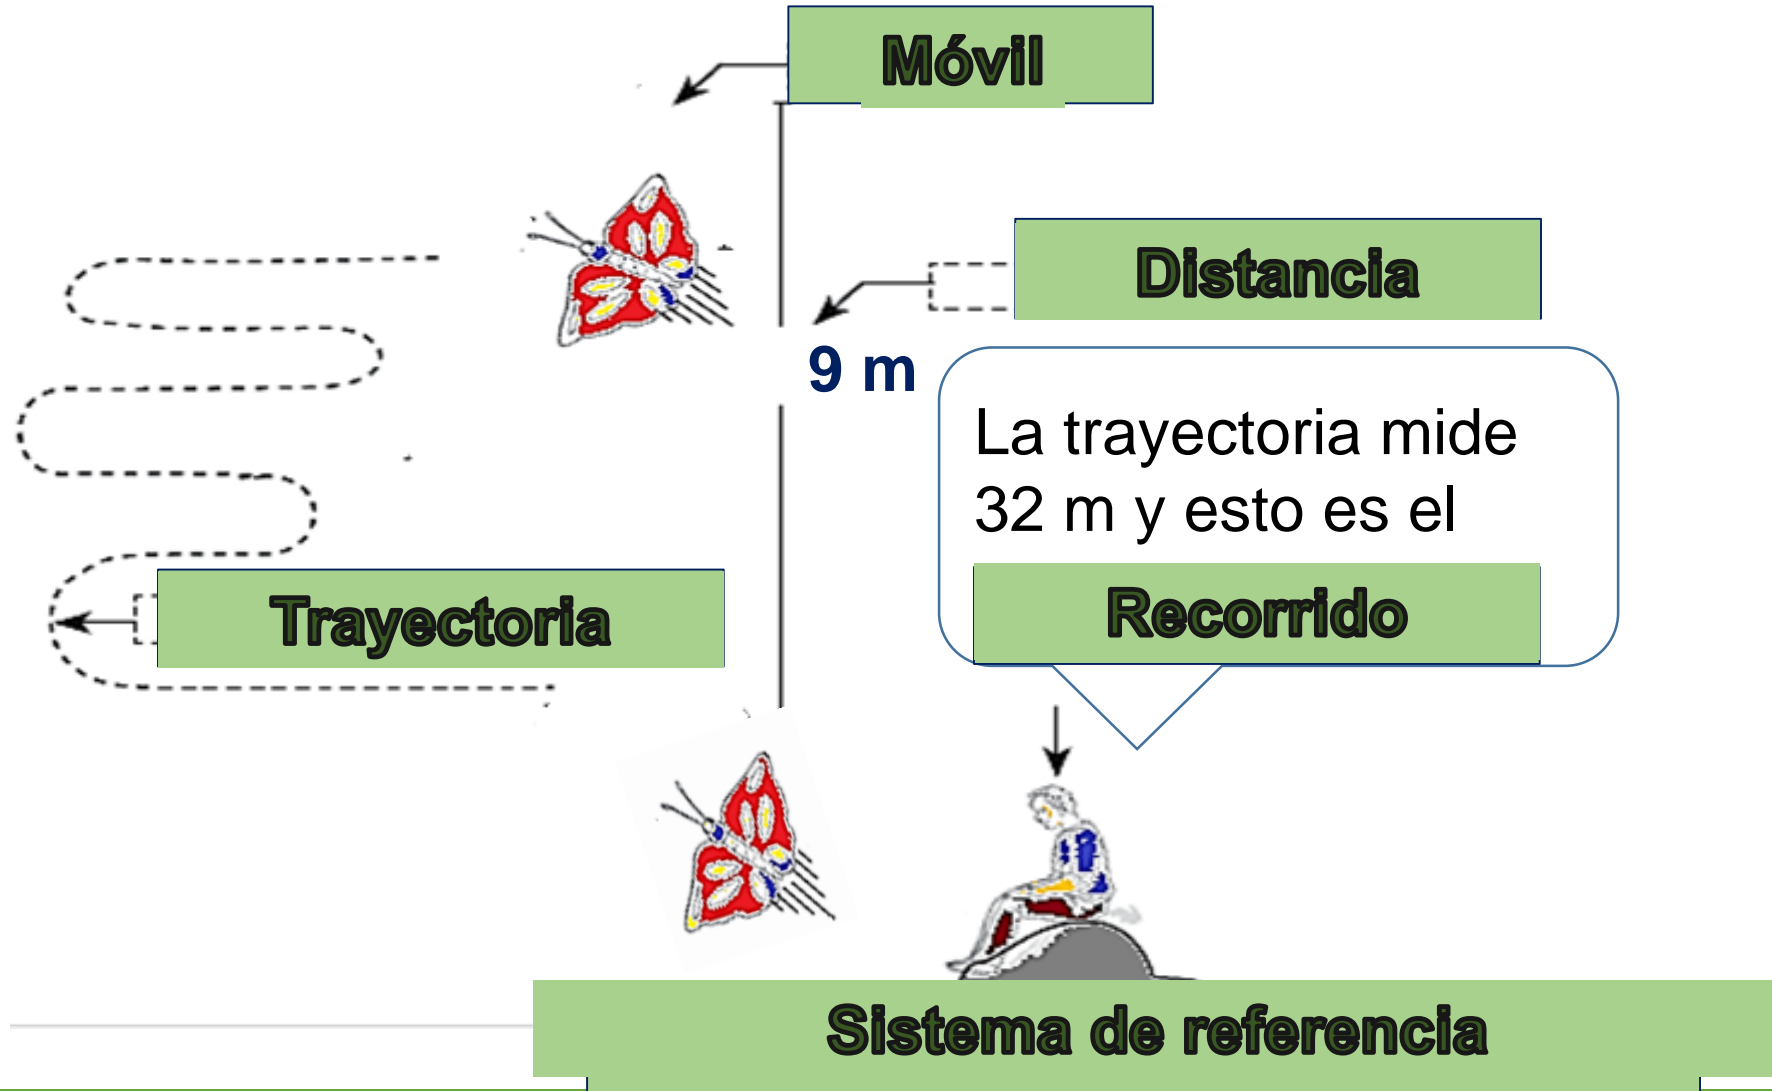 Móvil
Distancia
9 m
La trayectoria mide
32 m y esto es el
Recorrido
Trayectoria
Sistema de referencia